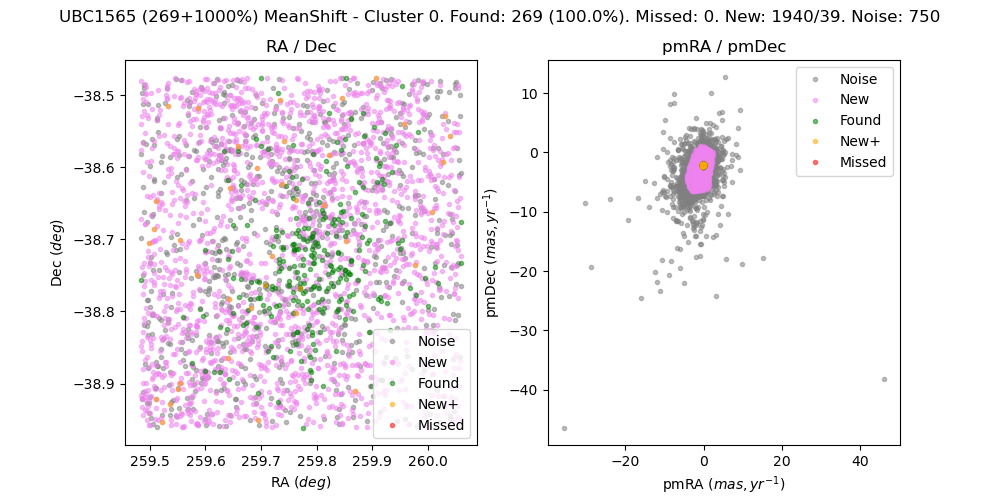 UBC1565 (269+1000%) MeanShift - Cluster 0. Found: 269 (100.0%). Missed: 0. New: 1940/39. Noise: 750
RA / Dec
−38.5
−38.6
−38.7
−38.8
−38.9
Dec (deg)
259.5 259.6 259.7 259.8 259.9 260.0
RA (deg)
Noise
New
Found
New+
Missed
pmRA / pmDec
10
0
−10
−20
−30
−40
pmDec (mas, yr⁻¹)
−20 0 20 40
pmRA (mas, yr⁻¹)
Noise
New
Found
New+
Missed